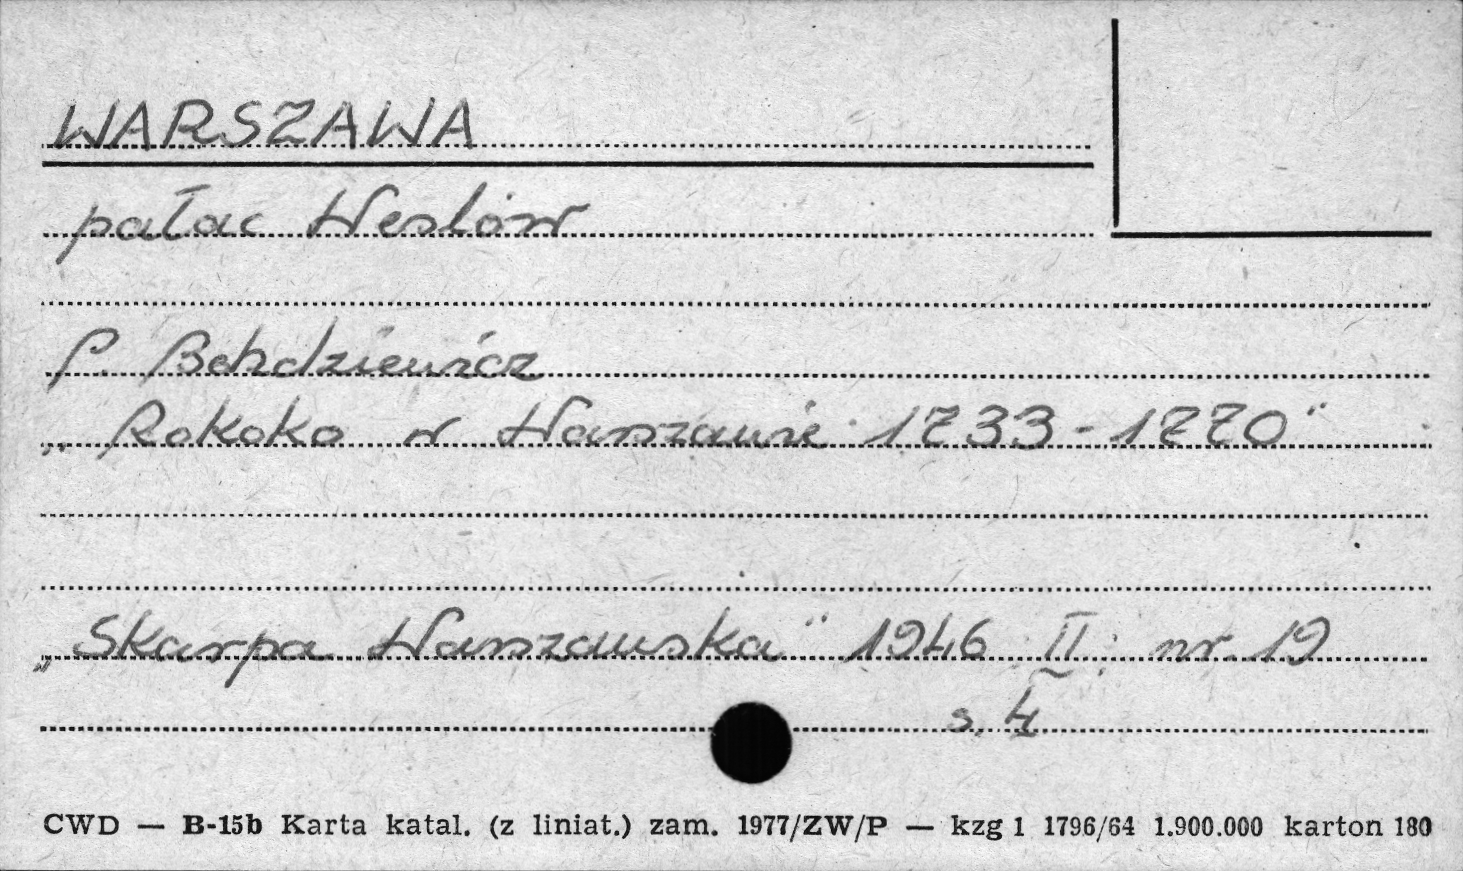 WARSZAWA
pałac Weslów
P. Bohdziewicz
„Rokoko w Warszawie 1733-1770"
„Skarpa Warszawska" 1946 II nr. 19
s. 4
CWD — B-15b Karta katal. (z liniat.) zam. 1977/ZW/P — kzg 1 1796/64 1.900.000 karton 180